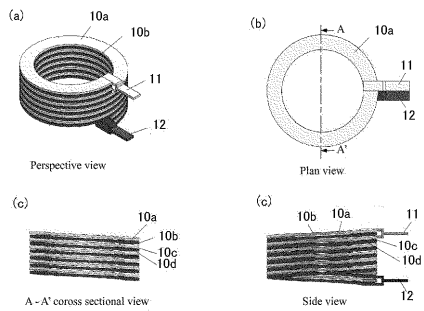 (a)
10a
10b
11
12
Perspective view
(b)
A
10a
11
12
A'
Plan view
(c)
10a
10b
10c
10d
A - A' coross sectional view
(c)
10b
10a
11
10c
10d
12
Side view